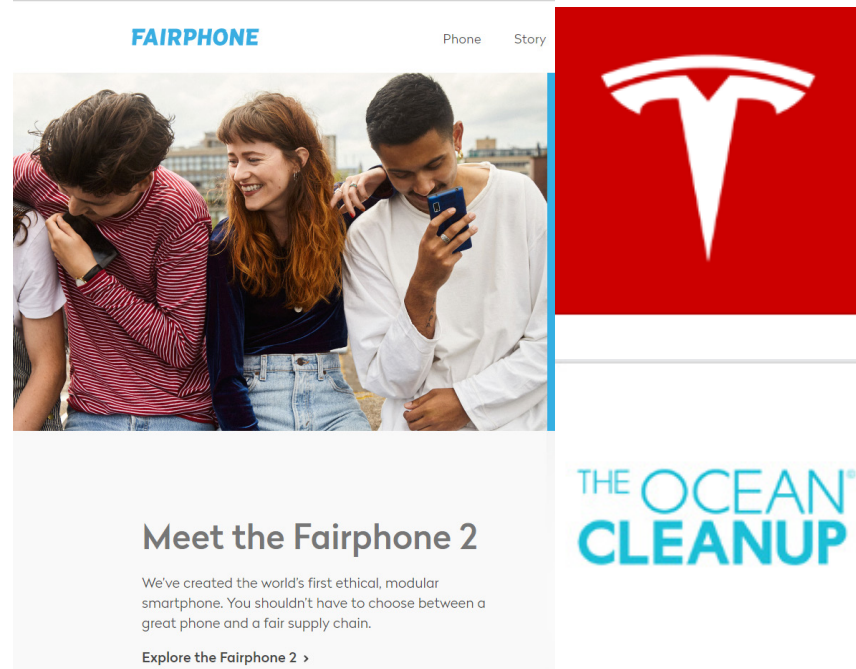 FAIRPHONE
Phone
Story
Meet the Fairphone 2
We've created the world's first ethical, modular
smartphone. You shouldn't have to choose between a
great phone and a fair supply chain.
Explore the Fairphone 2 >
THE OCEAN©
CLEANUP